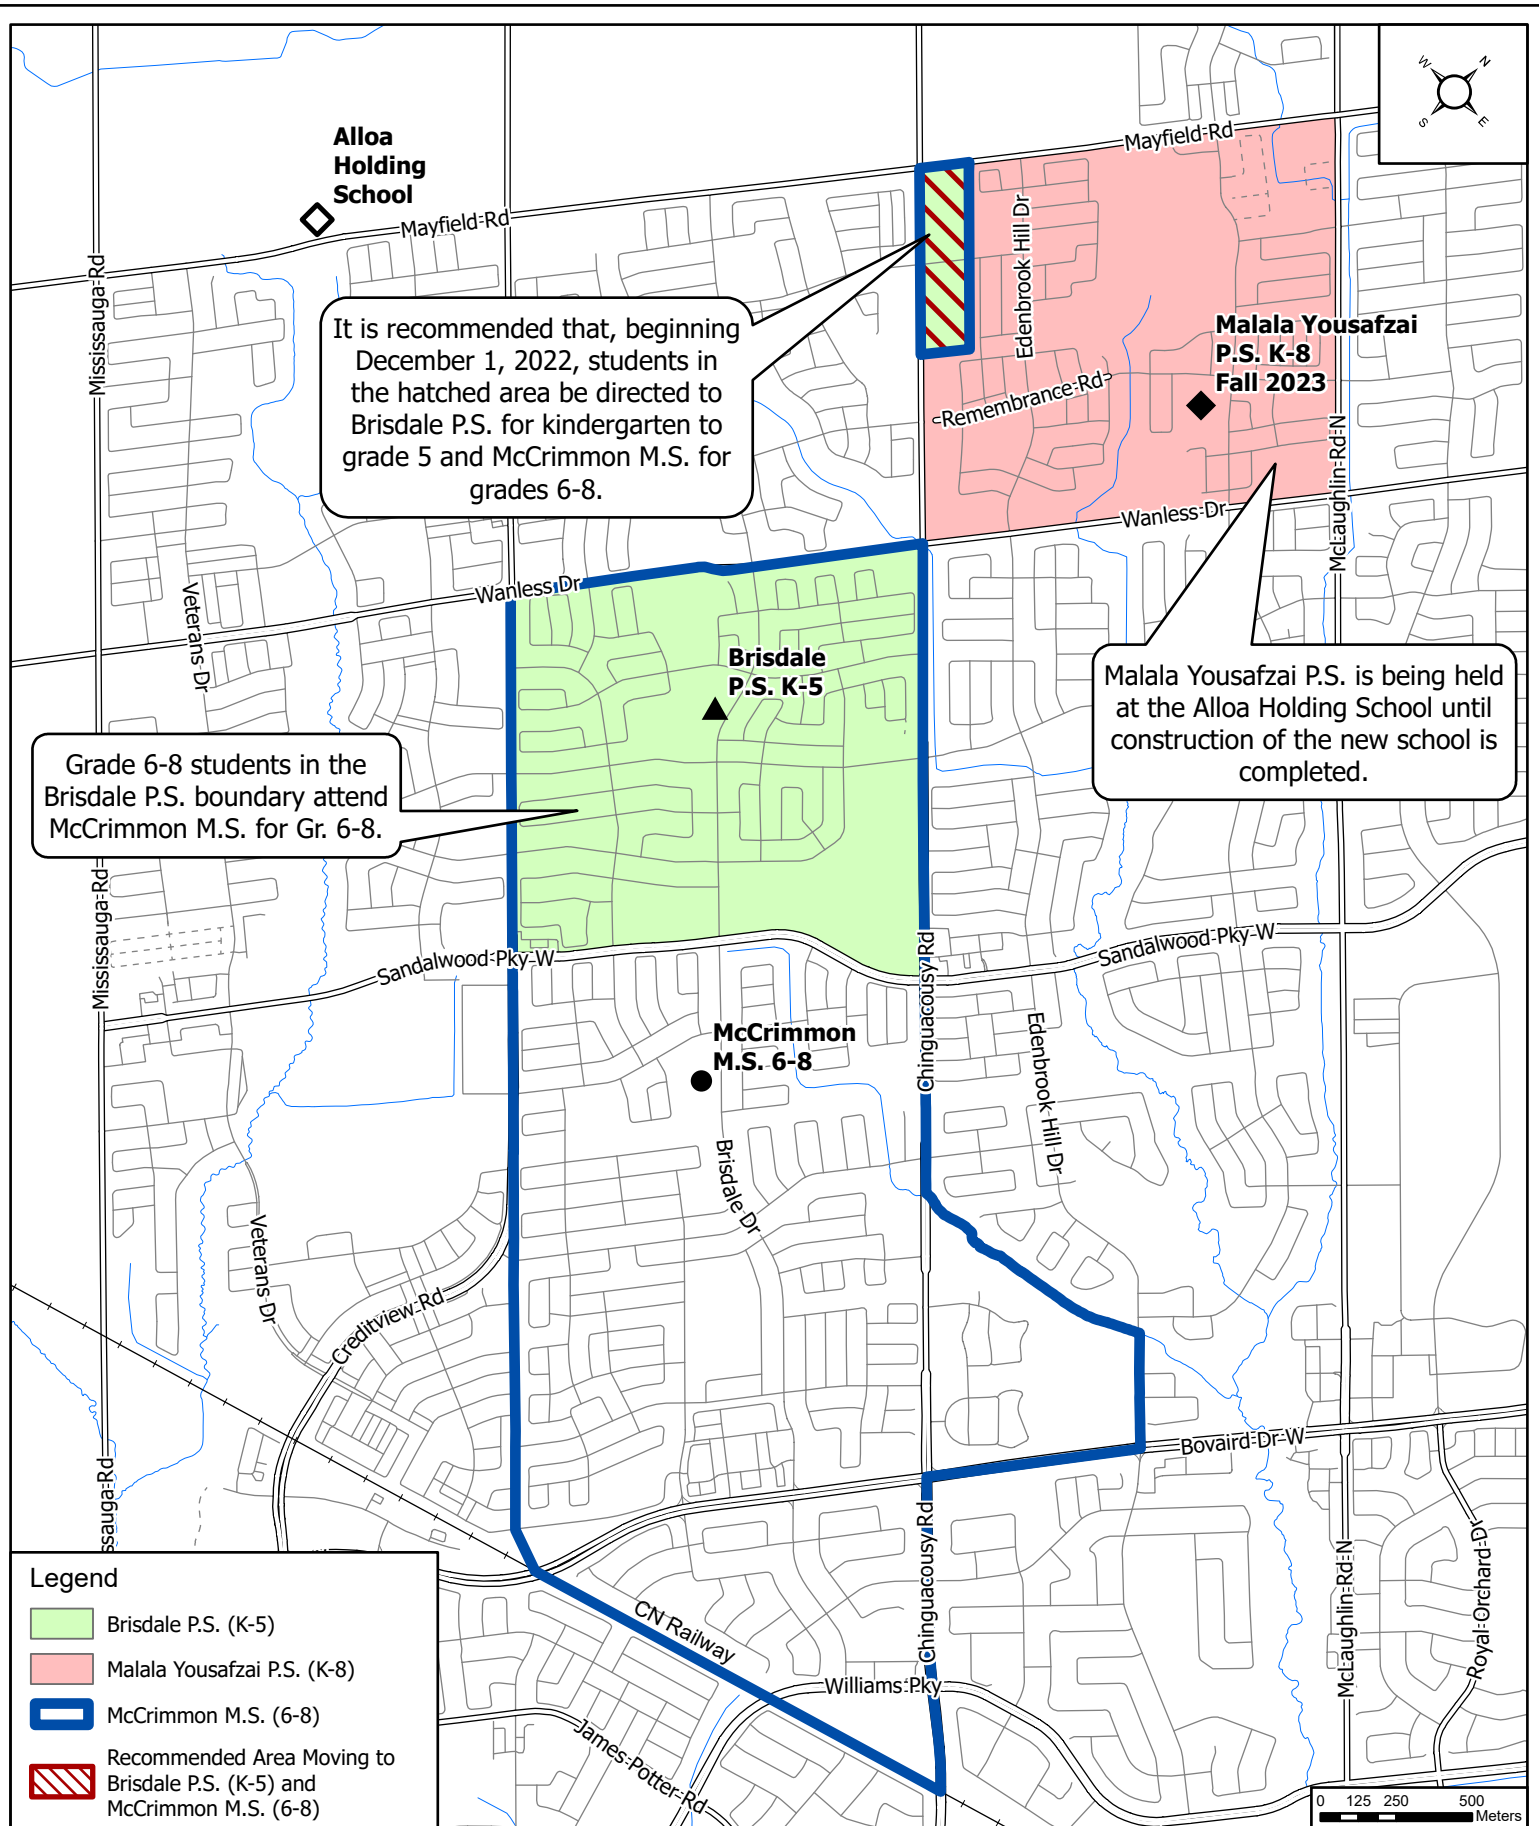 W
N
S
E
Mayfield Rd
Alloa
Holding
School
Mayfield Rd
Mississauga Rd
Edenbrook Hill Dr
It is recommended that, beginning
December 1, 2022, students in
the hatched area be directed to
Brisdale P.S. for kindergarten to
grade 5 and McCrimmon M.S. for
grades 6-8.
Malala Yousafzai
P.S. K-8
Fall 2023
Remembrance Rd
McLaughlin Rd N
Wanless Dr
Wanless Dr
Veterans Dr
Brisdale
P.S. K-5
Malala Yousafzai P.S. is being held
at the Alloa Holding School until
construction of the new school is
completed.
Grade 6-8 students in the
Brisdale P.S. boundary attend
McCrimmon M.S. for Gr. 6-8.
Mississauga Rd
Sandalwood Pky W
Sandalwood Pky W
Chinguacousy Rd
McCrimmon
M.S. 6-8
Edenbrook Hill Dr
Brisdale Dr
Veterans Dr
Creditview Rd
Bovaird Dr W
ssauga Rd
Chinguacousy Rd
McLaughlin Rd N
Royal Orchard Dr
CN Railway
Williams Pky
James Potter Rd
Legend
Brisdale P.S. (K-5)
Malala Yousafzai P.S. (K-8)
McCrimmon M.S. (6-8)
Recommended Area Moving to
Brisdale P.S. (K-5) and
McCrimmon M.S. (6-8)
0 125 250 500
Meters